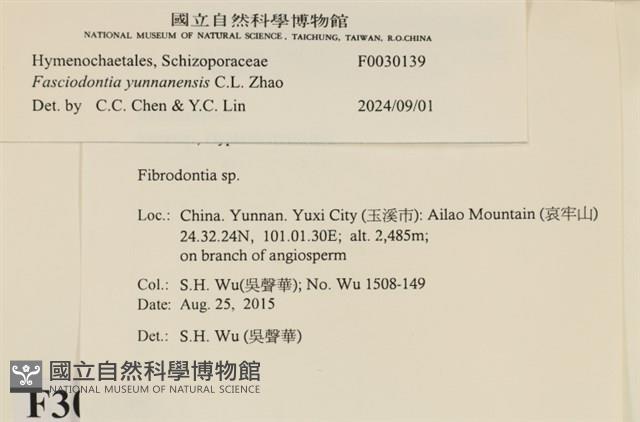 國立自然科學博物館
NATIONAL MUSEUM OF NATURAL SCIENCE, TAICHUNG, TAIWAN, R.O.CHINA
Hymenochaetales, Schizoporaceae F0030139
Fasciodontia yunnanensis C.L. Zhao
Det. by C.C. Chen & Y.C. Lin 2024/09/01
Fibrodontia sp.
Loc.: China. Yunnan. Yuxi City (玉溪市): Ailao Mountain (哀牢山)
24.32.24N, 101.01.30E; alt. 2,485m;
on branch of angiosperm
Col.: S.H. Wu(吳聲華); No. Wu 1508-149
Date: Aug. 25, 2015
Det.: S.H. Wu (吳聲華)
國立自然科學博物館
NATIONAL MUSEUM OF NATURAL SCIENCE